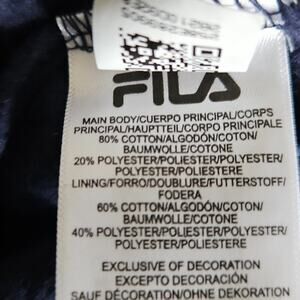 FILA
MAIN BODY/CUERPO PRINCIPAL/CORPS
PRINCIPAL/HAUPTTEIL/CORPO PRINCIPALE
80% COTTON/ALGODÓN/COTON/
BAUMWOLLE/COTONE
20% POLYESTER/POLIESTER/POLYESTER/
POLYESTER/POLIESTERE
LINING/FORRO/DOUBLURE/FUTTERSTOFF/
FODERA
60% COTTON/ALGODÓN/COTON/
BAUMWOLLE/COTONE
40% POLYESTER/POLIESTER/POLYESTER/
POLYESTER/POLIESTERE
EXCLUSIVE OF DECORATION
EXCEPTO DECORACIÓN
SAUF DÉCORATION/OHNE DEKORATION